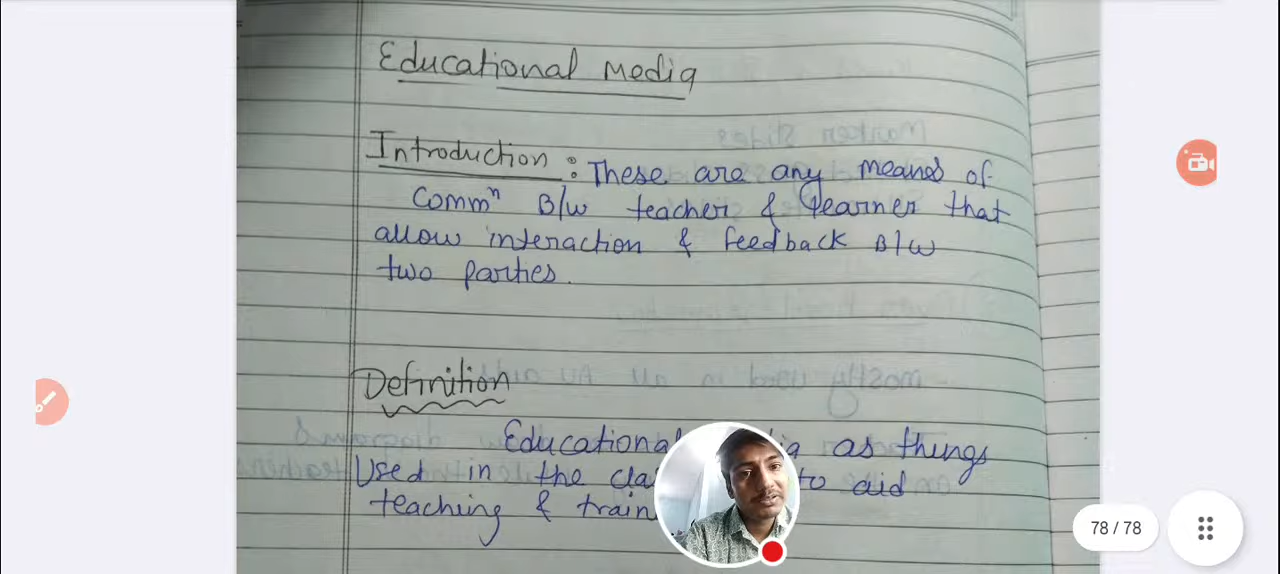 Educational media
Introduction : These are any means of
Commⁿ B/w teacher & learner that
allow interaction & feedback B/w
two parties.
Definition
Educational as things
Used in the to aid
teaching &
78 / 78